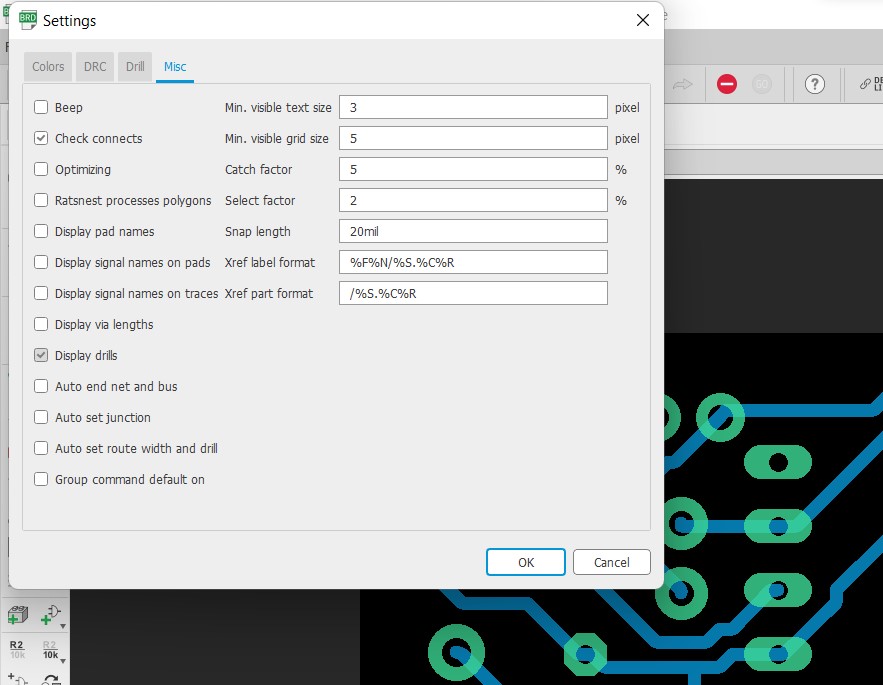 BRD Settings
Colors DRC Drill Misc
Beep Min. visible text size 3 pixel
Check connects Min. visible grid size 5 pixel
Optimizing Catch factor 5 %
Ratsnest processes polygons Select factor 2 %
Display pad names Snap length 20mil
Display signal names on pads Xref label format %F%N/%S.%C%R
Display signal names on traces Xref part format /%S.%C%R
Display via lengths
Display drills
Auto end net and bus
Auto set junction
Auto set route width and drill
Group command default on
OK Cancel
GO ?
R2 R2
10k 10k